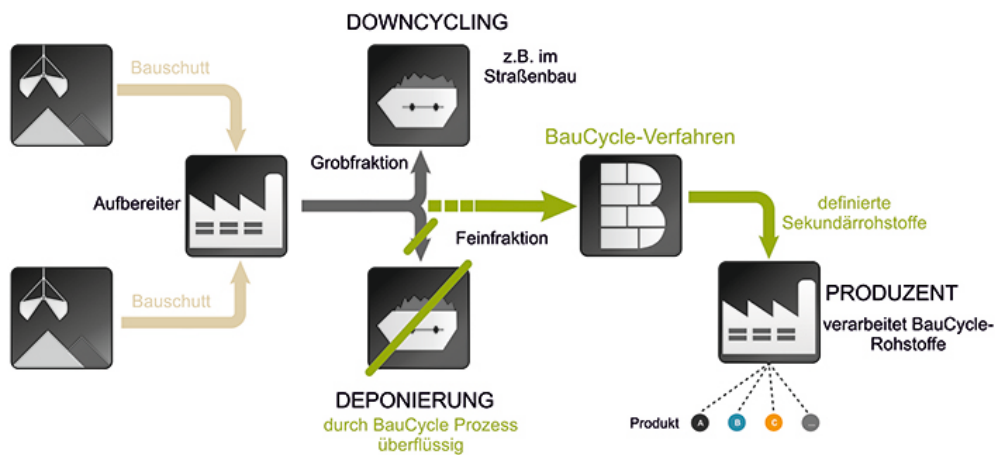 DOWNCYCLING
z.B. im
Straßenbau
Bauschutt
Grobfraktion
BauCycle-Verfahren
Aufbereiter
Feinfraktion
definierte
Sekundärrohstoffe
Bauschutt
PRODUZENT
verarbeitet BauCycle-
Rohstoffe
DEPONIERUNG
durch BauCycle Prozess
überflüssig
Produkt A B C ...